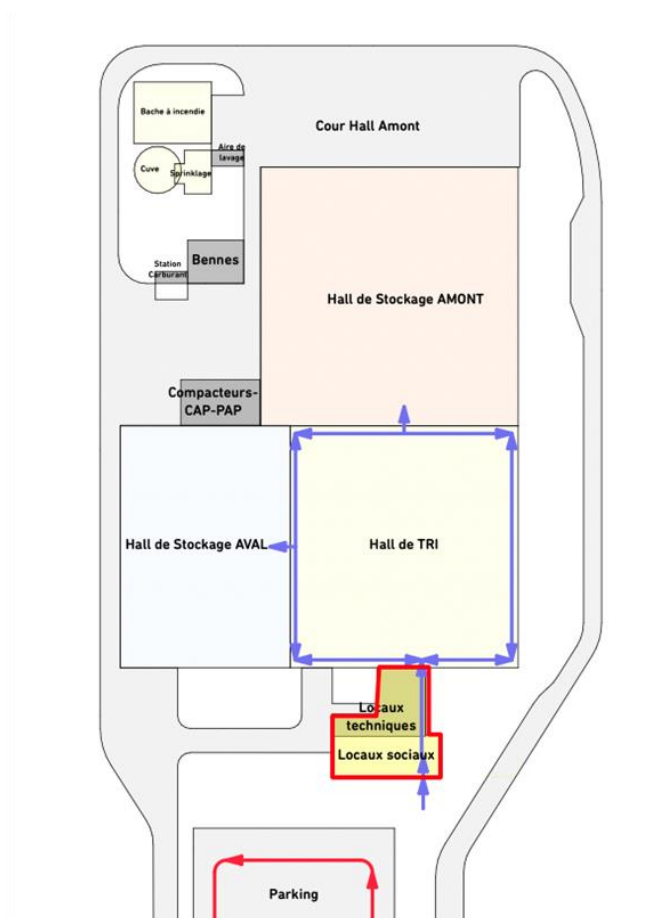 Bache à incendie
Cour Hall Amont
Aire de
lavage
Cuve
Sprinklage
Bennes
Station
Carburant
Hall de Stockage AMONT
Compacteurs-
CAP-PAP
Hall de Stockage AVAL
Hall de TRI
Locaux
techniques
Locaux sociaux
Parking